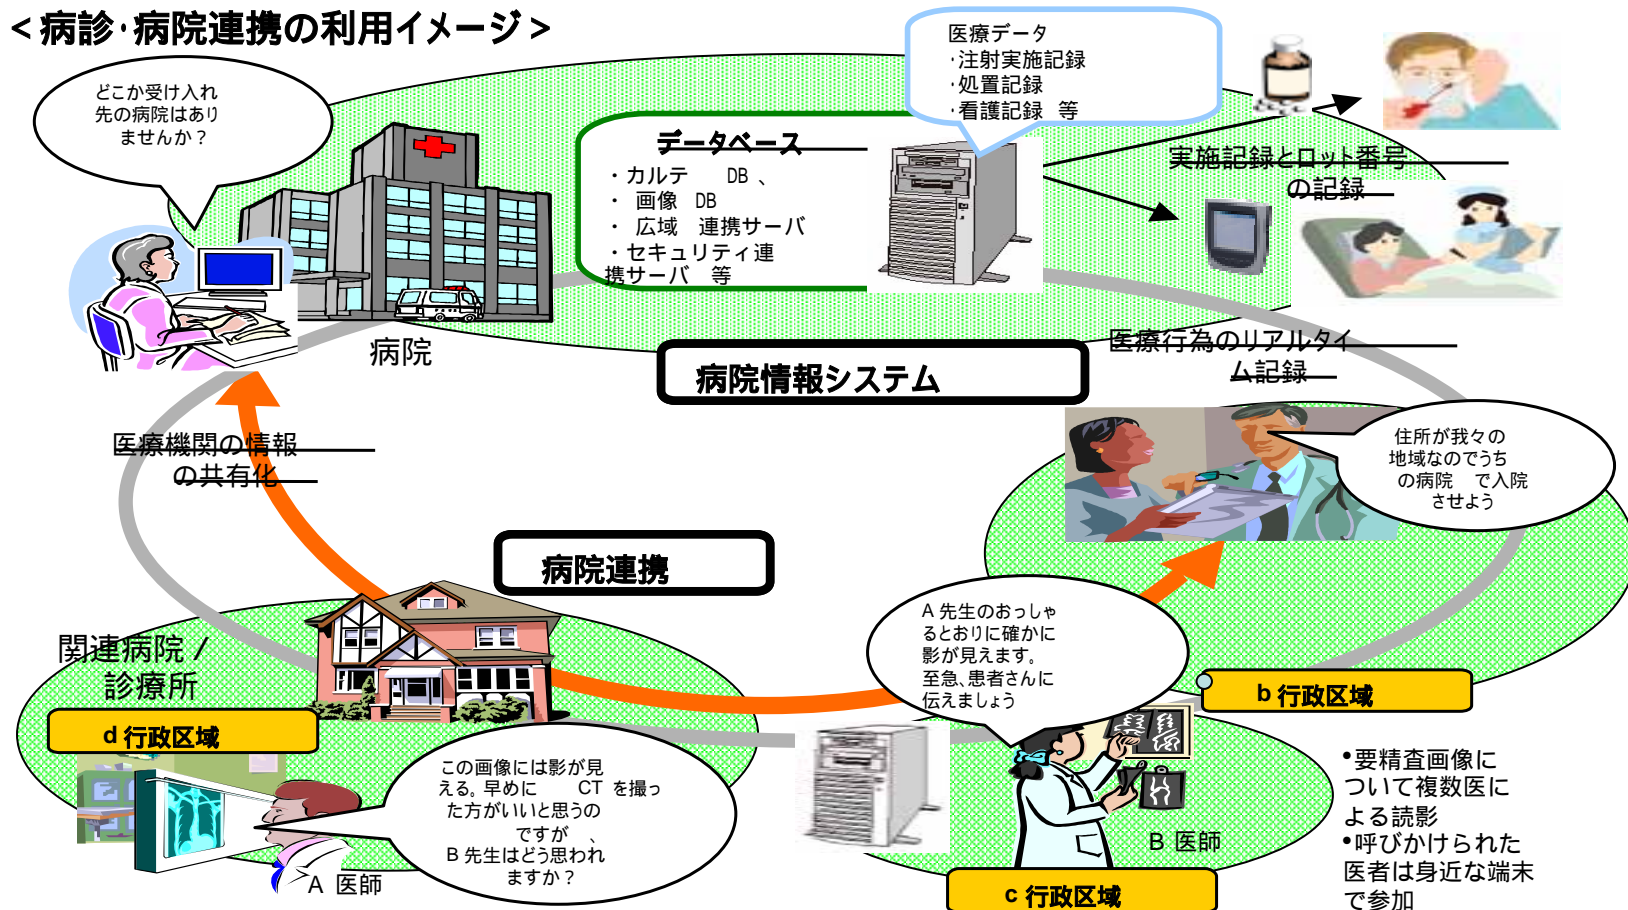 <病診・病院連携の利用イメージ>
どこか受け入れ
先の病院はあり
ませんか？
医療データ
・注射実施記録
・処置記録
・看護記録 等
データベース
・カルテ DB 、
・ 画像 DB
・ 広域 連携サーバ
・セキュリティ連
携サーバ 等
実施記録とロット番号
の記録
病院
病院情報システム
医療行為のリアルタイ
ム記録
医療機関の情報
の共有化
住所が我々の
地域なのでうち
の病院 で入院
させよう
病院連携
A 先生のおっしゃ
るとおりに確かに
影が見えます。
至急、患者さんに
伝えましょう
関連病院 /
診療所
b 行政区域
d 行政区域
この画像には影が見
える。早めに CT を撮っ
た方がいいと思うの
ですが 、
B 先生はどう思われ
ますか？
A 医師
B 医師
c 行政区域
•要精査画像に
ついて複数医に
よる読影
•呼びかけられた
医者は身近な端末
で参加